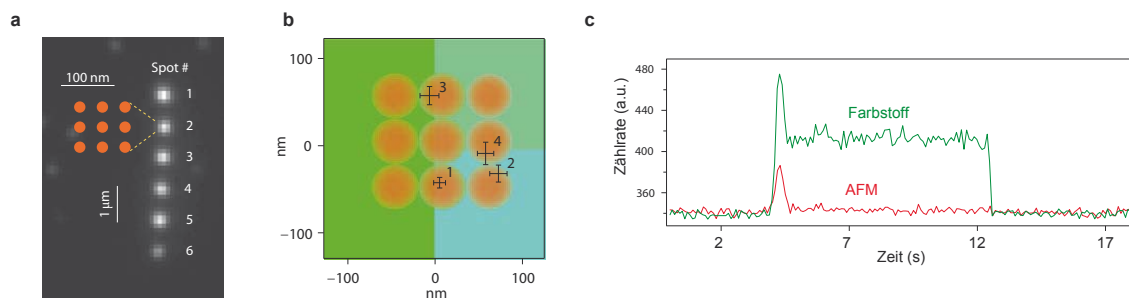 a
100 nm
Spot #
1
2
3
4
5
6
1 µm
b
nm
100
0
−100
3
4
2
1
−100
0
100
nm
c
Zählrate (a.u.)
480
440
400
360
Farbstoff
AFM
2
7
12
17
Zeit (s)